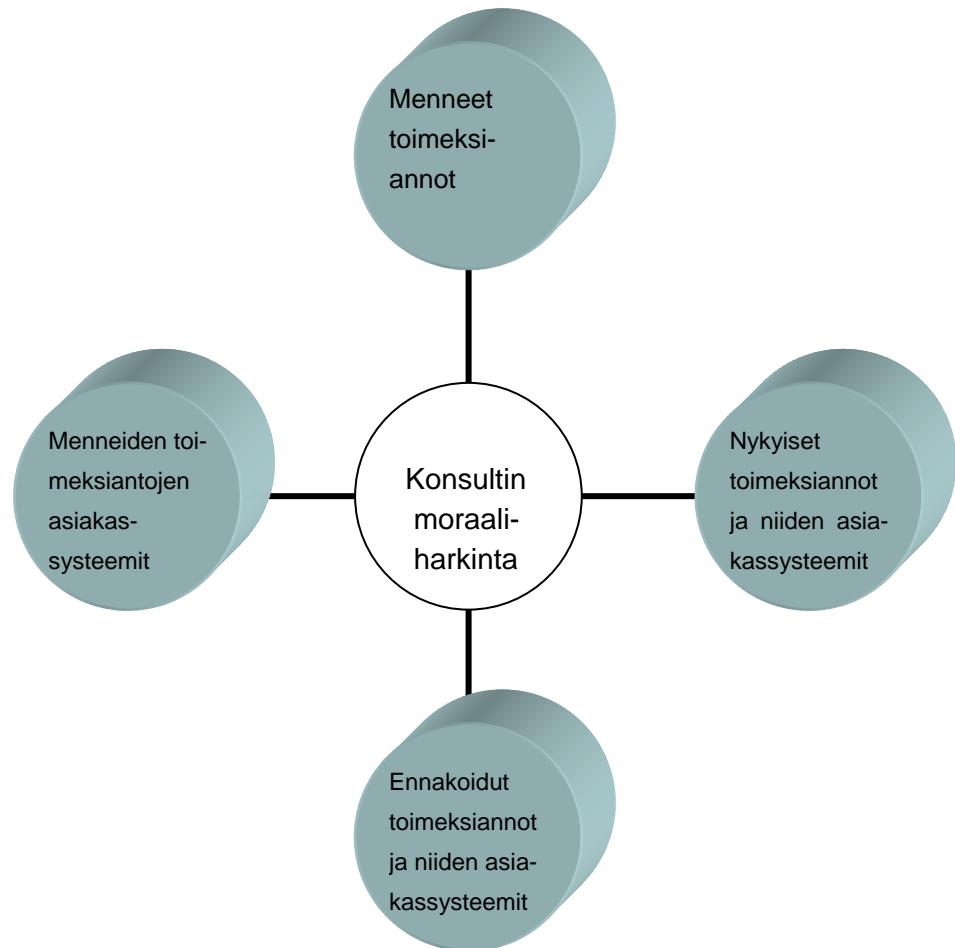 Menneet
toimeksi-
annot
Menneiden toi-
meksiantojen
asiakas-
systeemit
Konsultin
moraali-
harkinta
Nykyiset
toimeksiannot
ja niiden asia-
kassysteemit
Ennakoidut
toimeksiannot
ja niiden asia-
kassysteemit